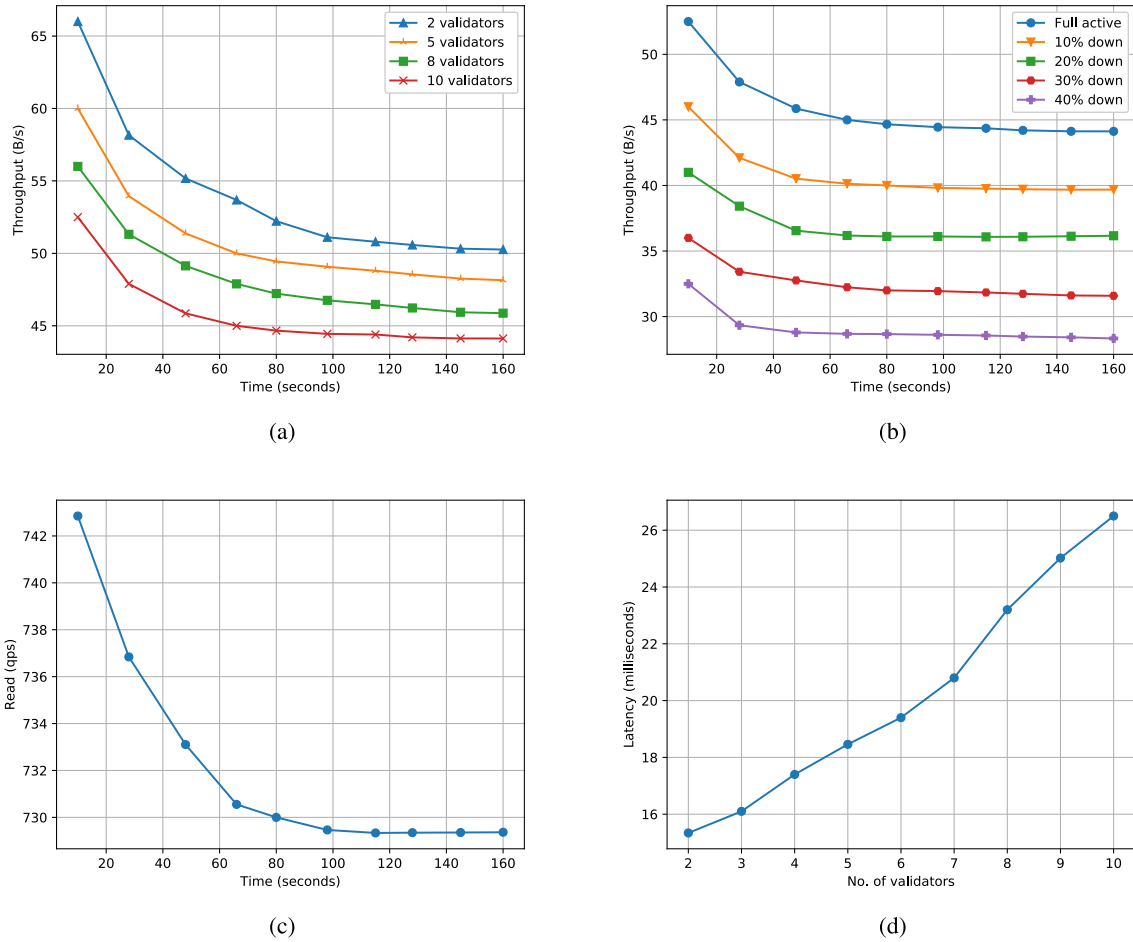 65
60
55
50
45
Throughput (B/s)
20 40 60 80 100 120 140 160
Time (seconds)
2 validators
5 validators
8 validators
10 validators
(a)
50
45
40
35
30
Throughput (B/s)
20 40 60 80 100 120 140 160
Time (seconds)
Full active
10% down
20% down
30% down
40% down
(b)
742
740
738
736
734
732
730
Read (qps)
20 40 60 80 100 120 140 160
Time (seconds)
(c)
26
24
22
20
18
16
Latency (milliseconds)
2 3 4 5 6 7 8 9 10
No. of validators
(d)